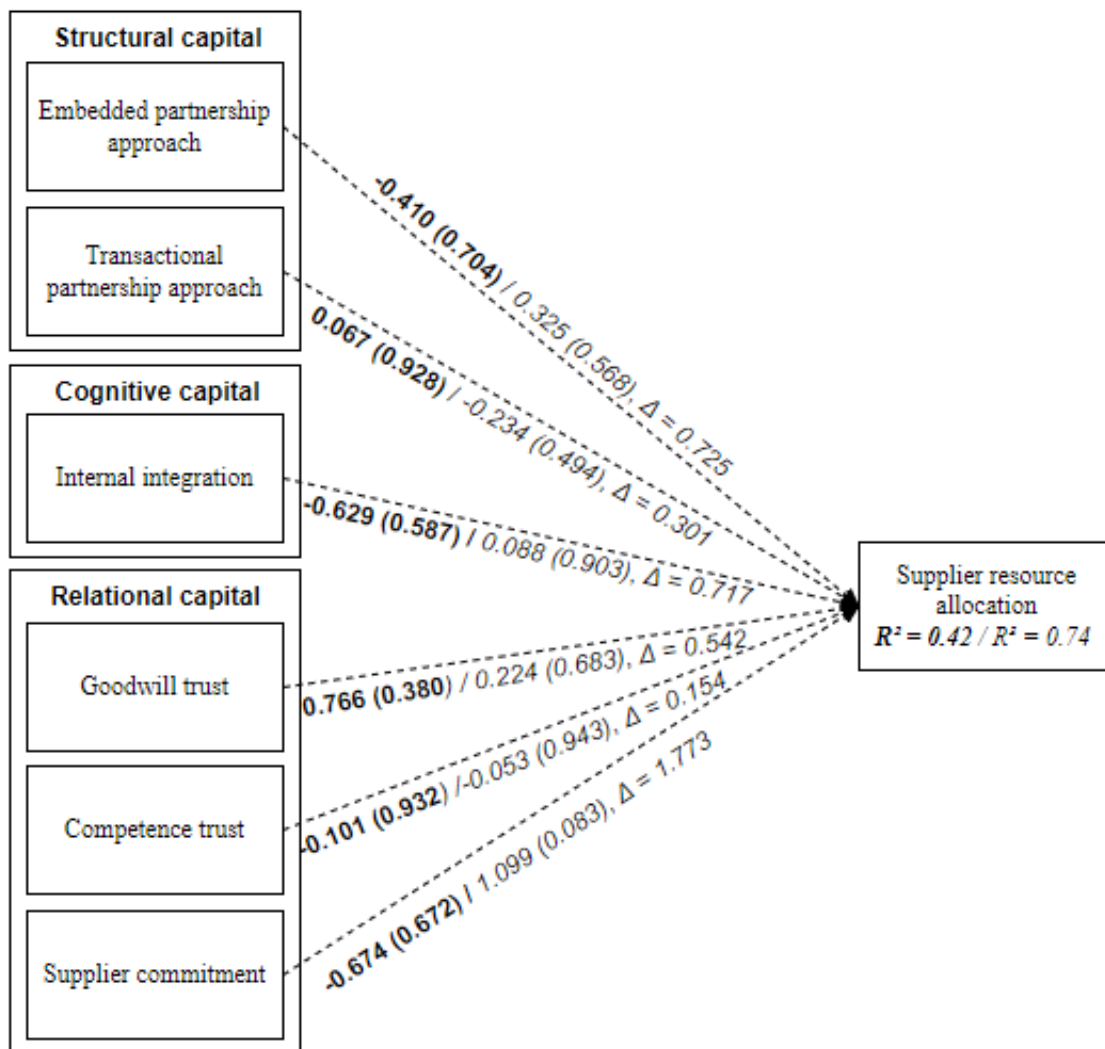 Structural capital
Embedded partnership
approach
Transactional
partnership approach
Cognitive capital
Internal integration
Relational capital
Goodwill trust
Competence trust
Supplier commitment
-0.410 (0.704) / 0.325 (0.568), Δ = 0.725
0.067 (0.928) / -0.234 (0.494), Δ = 0.301
-0.629 (0.587) / 0.088 (0.903), Δ = 0.717
0.766 (0.380) / 0.224 (0.683), Δ = 0.542
-0.101 (0.932) /-0.053 (0.943), Δ = 0.154
-0.674 (0.672) / 1.099 (0.083), Δ = 1.773
Supplier resource
allocation
R² = 0.42 / R² = 0.74